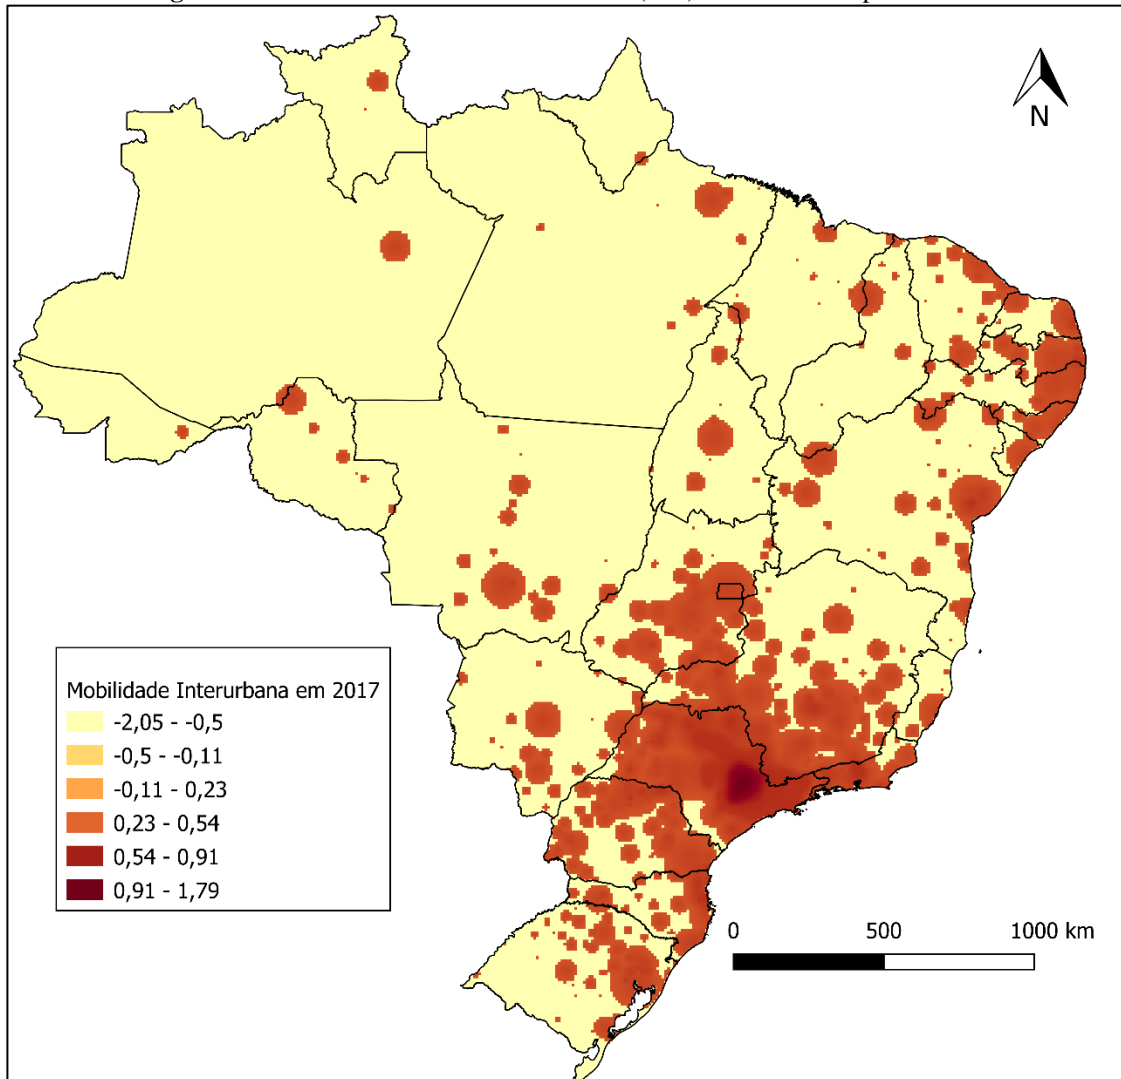 (
N
Mobilidade Interurbana em 2017
-2,05 - -0,5
-0,5 - -0,11
-0,11 - 0,23
0,23 - 0,54
0,54 - 0,91
0,91 - 1,79
0 500 1000 km